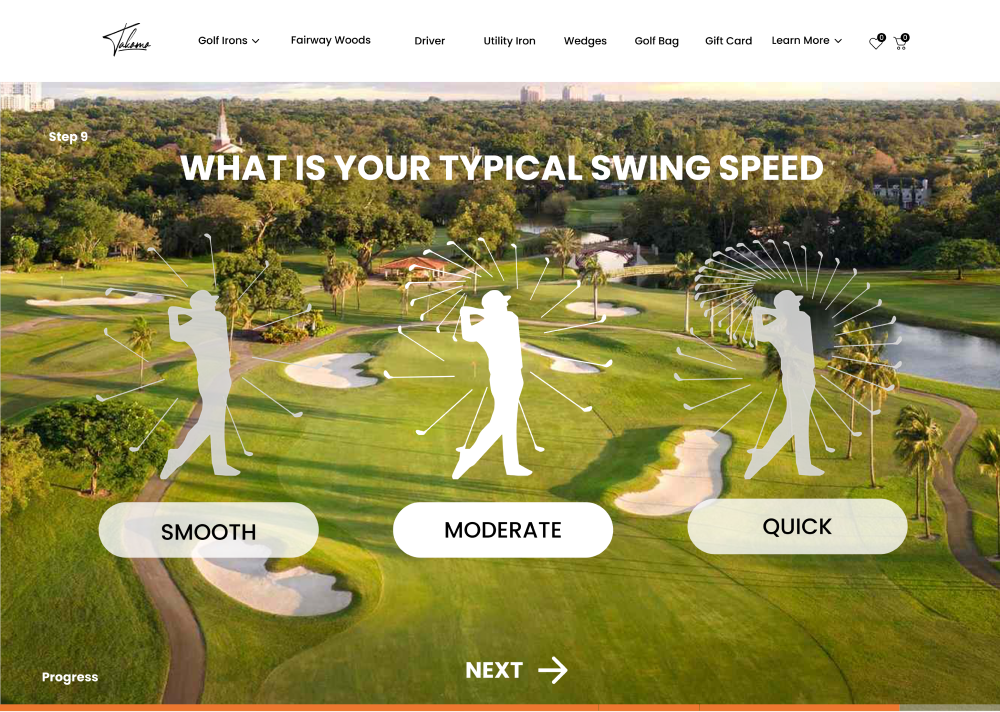 Takomo
Golf Irons
Fairway Woods
Driver
Utility Iron
Wedges
Golf Bag
Gift Card
Learn More
0
0
Step 9
WHAT IS YOUR TYPICAL SWING SPEED
SMOOTH
MODERATE
QUICK
NEXT
Progress